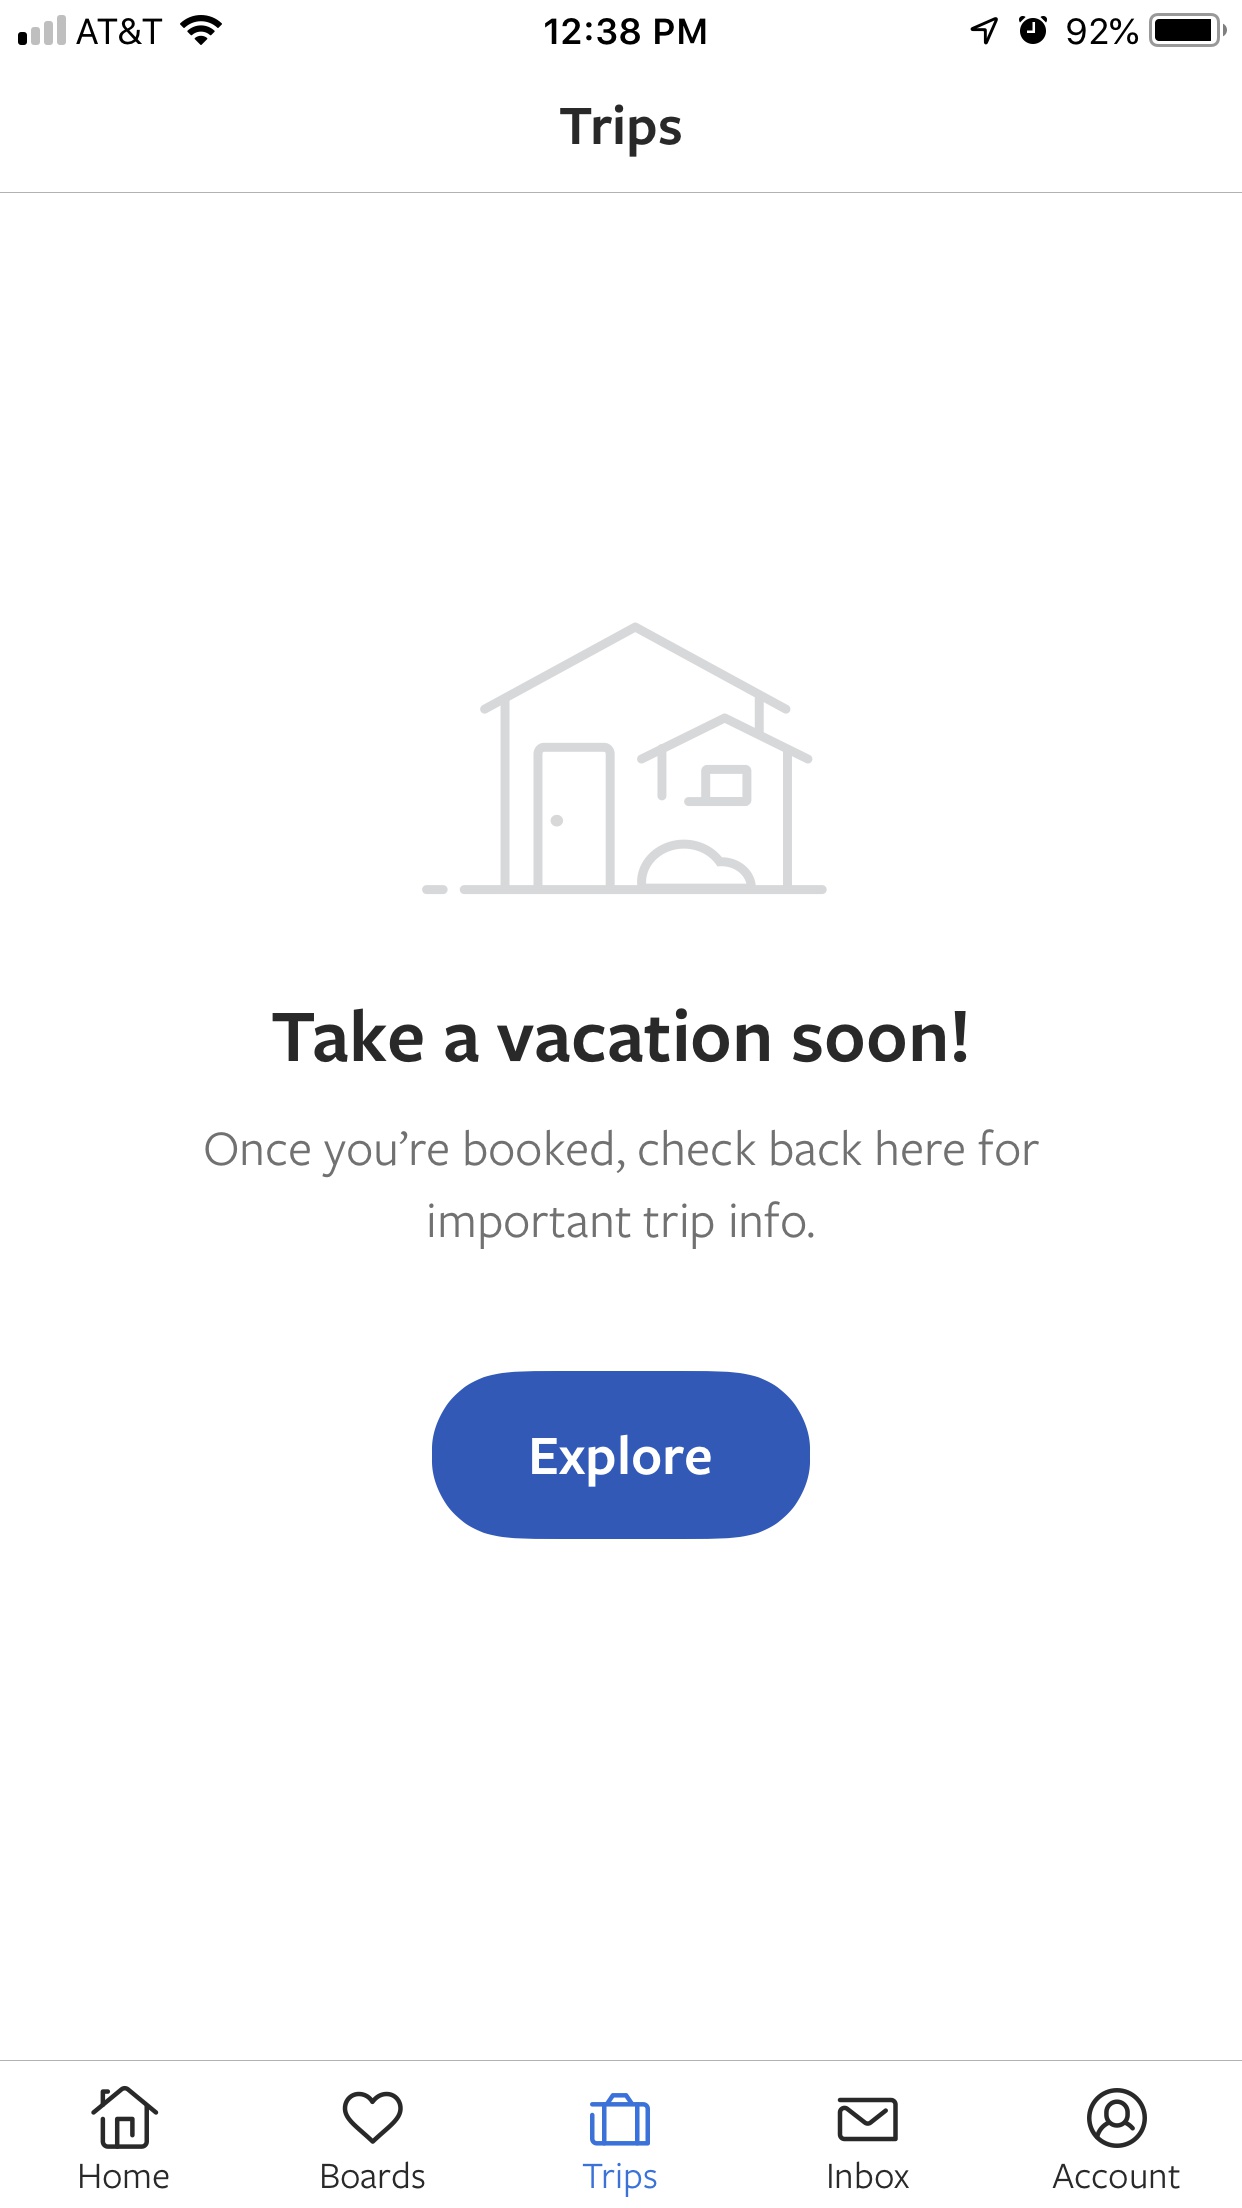 AT&T 12:38 PM 92%
Trips
Take a vacation soon!
Once you’re booked, check back here for
important trip info.
Explore
Home Boards Trips Inbox Account